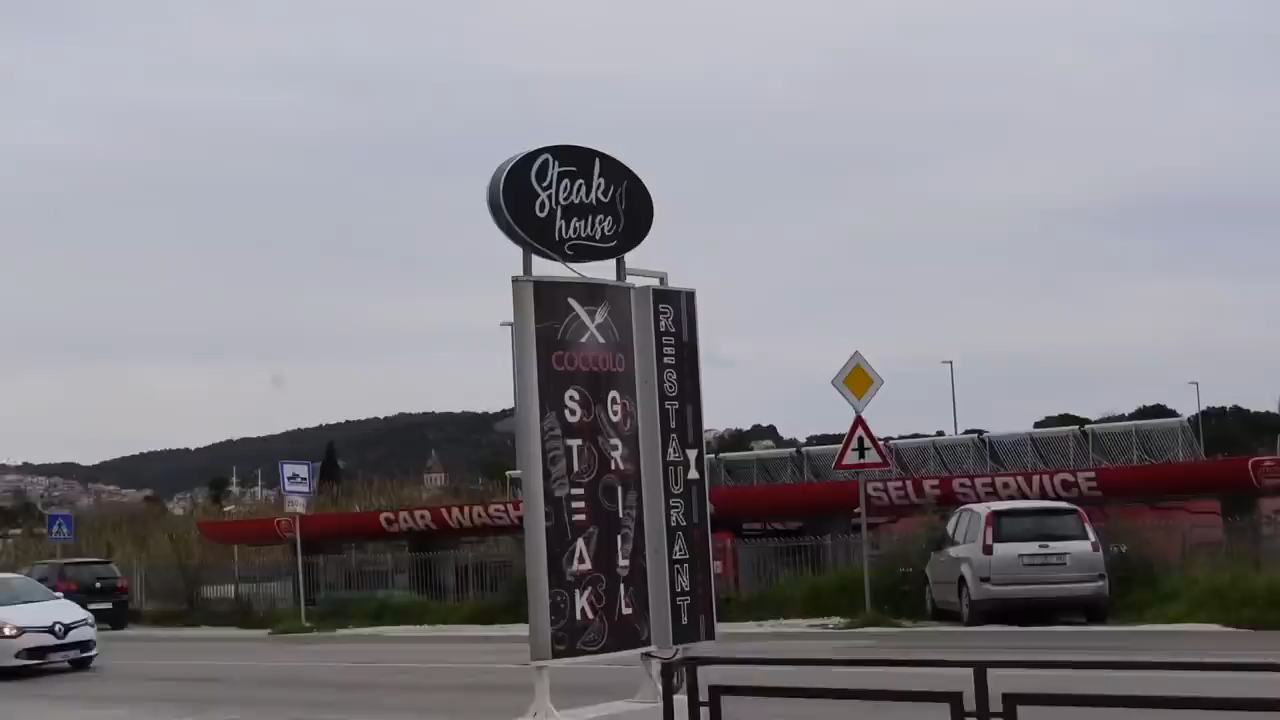 Steak
house
COCCOLO
STEAK
GRILL
RESTAURANT
CAR WASH
SELF SERVICE